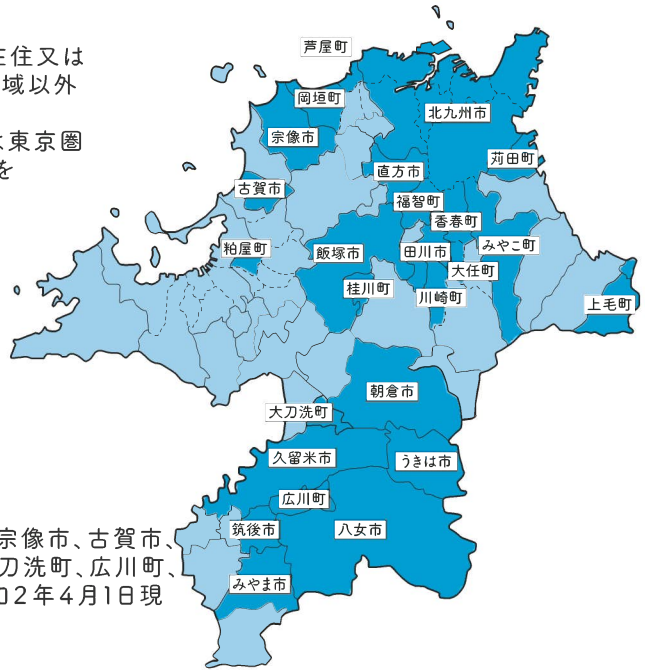 在住又は
域以外
は東京圏
を
芦屋町
岡垣町
北九州市
宗像市
苅田町
直方市
古賀市
福智町
香春町
粕屋町
飯塚市
田川市
みやこ町
大任町
桂川町
川崎町
上毛町
朝倉市
大刀洗町
久留米市
うきは市
広川町
筑後市
八女市
みやま市
宗像市、古賀市、
刀洗町、広川町、
和2年4月1日現